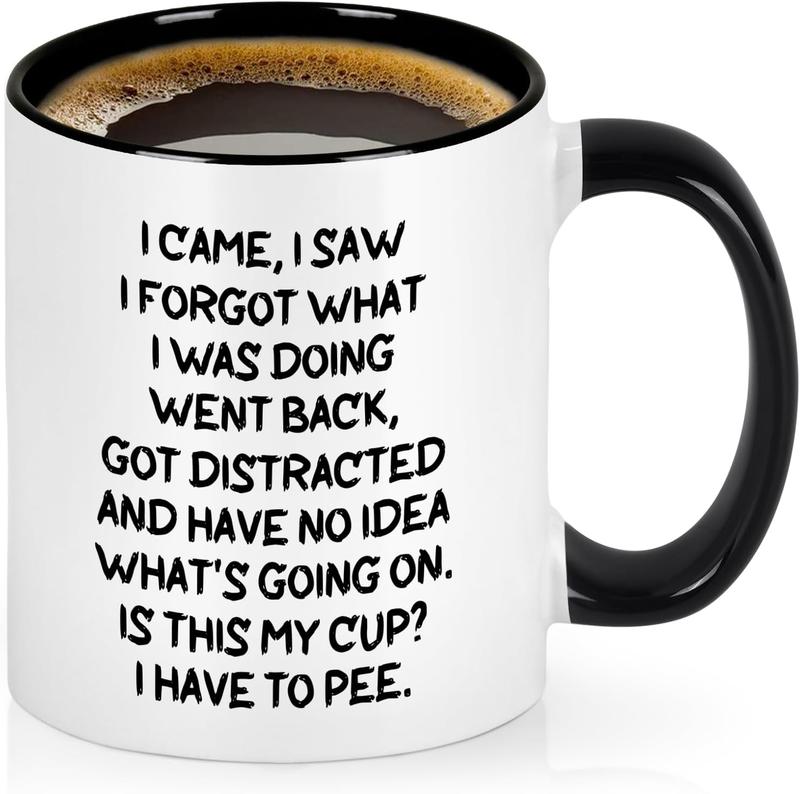 I CAME, I SAW
I FORGOT WHAT
I WAS DOING
WENT BACK,
GOT DISTRACTED
AND HAVE NO IDEA
WHAT'S GOING ON.
IS THIS MY CUP?
I HAVE TO PEE.